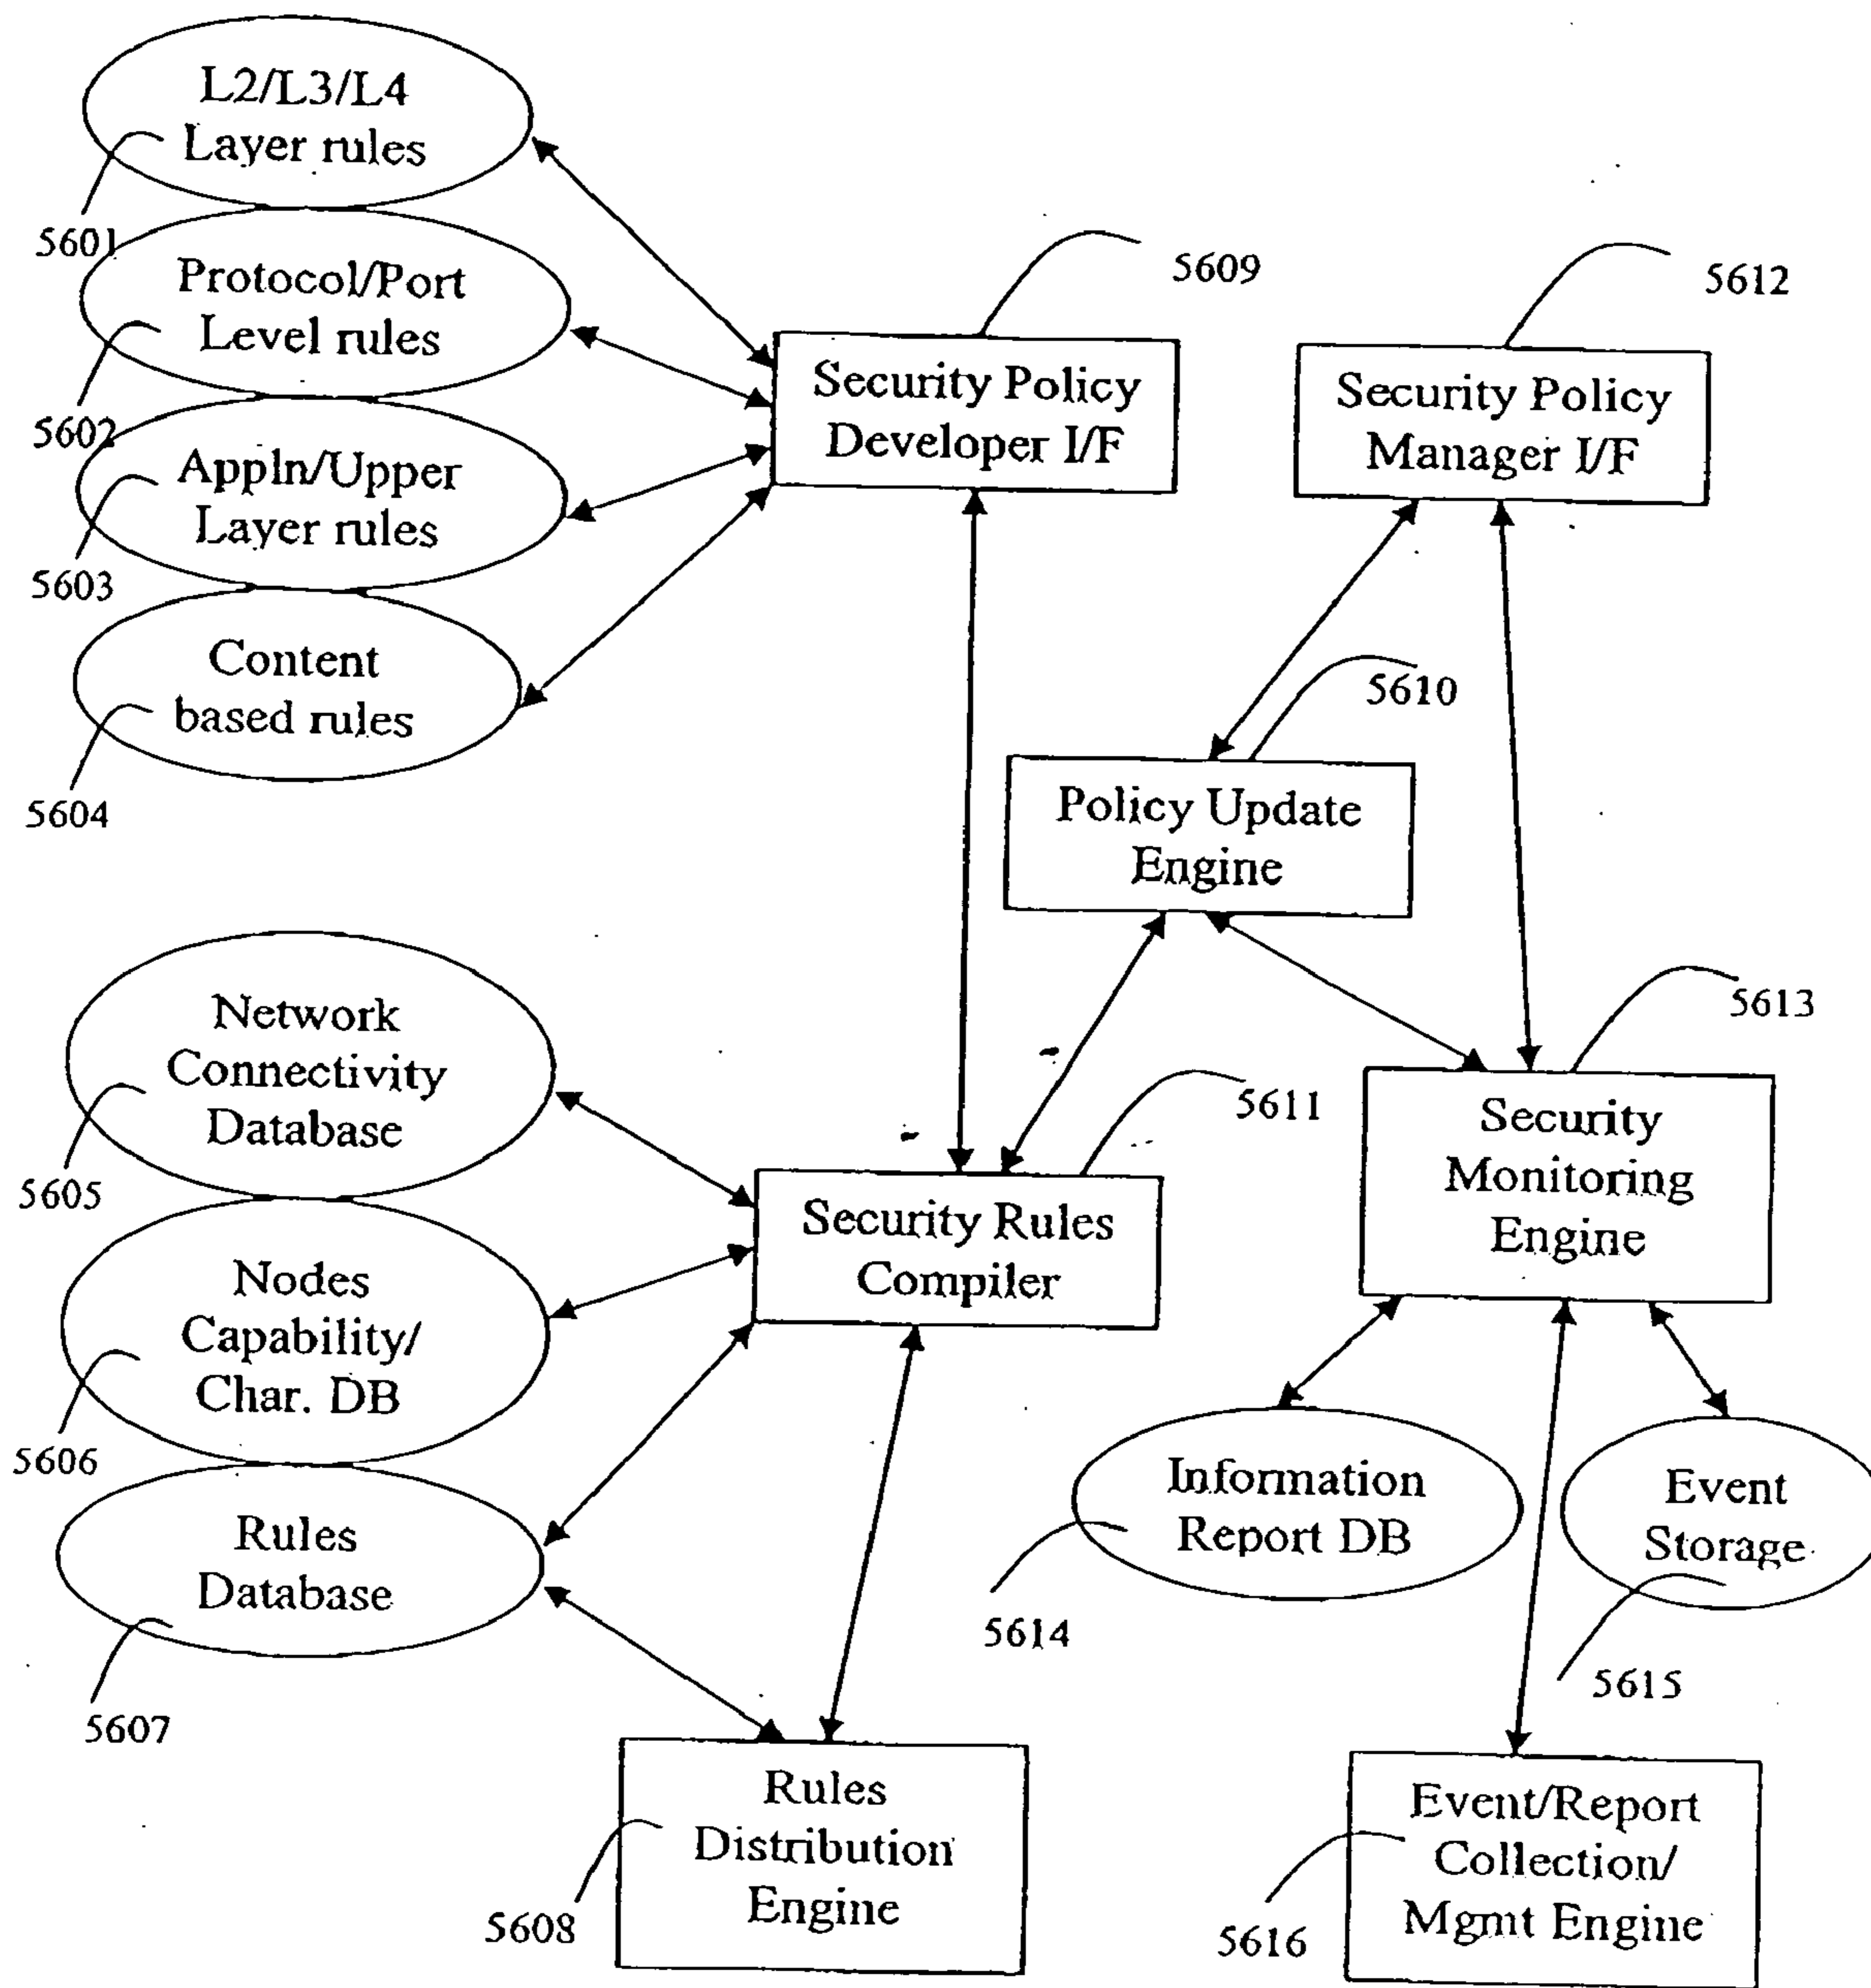 L2/L3/L4
Layer rules
5601
Protocol/Port
Level rules
5602
Appln/Upper
Layer rules
5603
Content
based rules
5604
5609
Security Policy
Developer I/F
5612
Security Policy
Manager I/F
5610
Policy Update
Engine
Network
Connectivity
Database
5605
Nodes
Capability/
Char. DB
5606
Rules
Database
5607
5611
Security Rules
Compiler
5613
Security
Monitoring
Engine
Information
Report DB
5614
Event
Storage
5615
Rules
Distribution
Engine
5608
Event/Report
Collection/
Mgmt Engine
5616